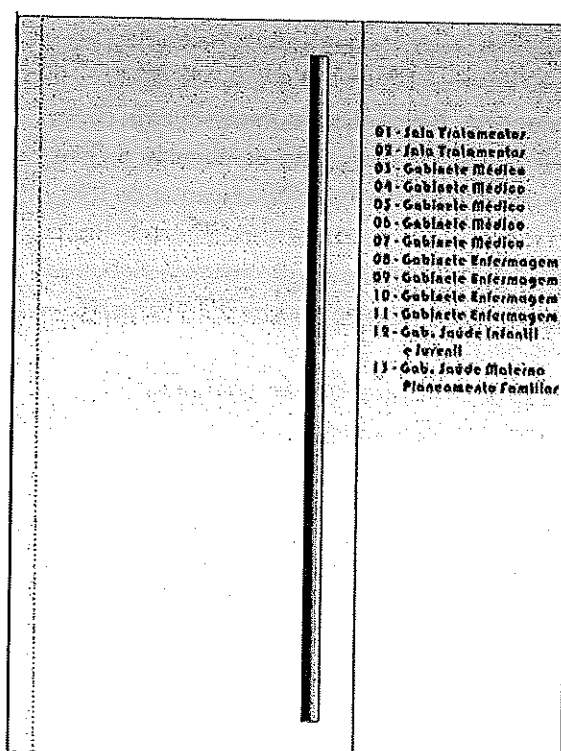 01 - Sala Tratamentos
02 - Sala Tratamentos
03 - Gabinete Médico
04 - Gabinete Médico
05 - Gabinete Médico
06 - Gabinete Médico
07 - Gabinete Médico
08 - Gabinete Enfermagem
09 - Gabinete Enfermagem
10 - Gabinete Enfermagem
11 - Gabinete Enfermagem
12 - Gab. Saúde Infantil
e Juvenil
13 - Gab. Saúde Materna
Planeamento Familiar